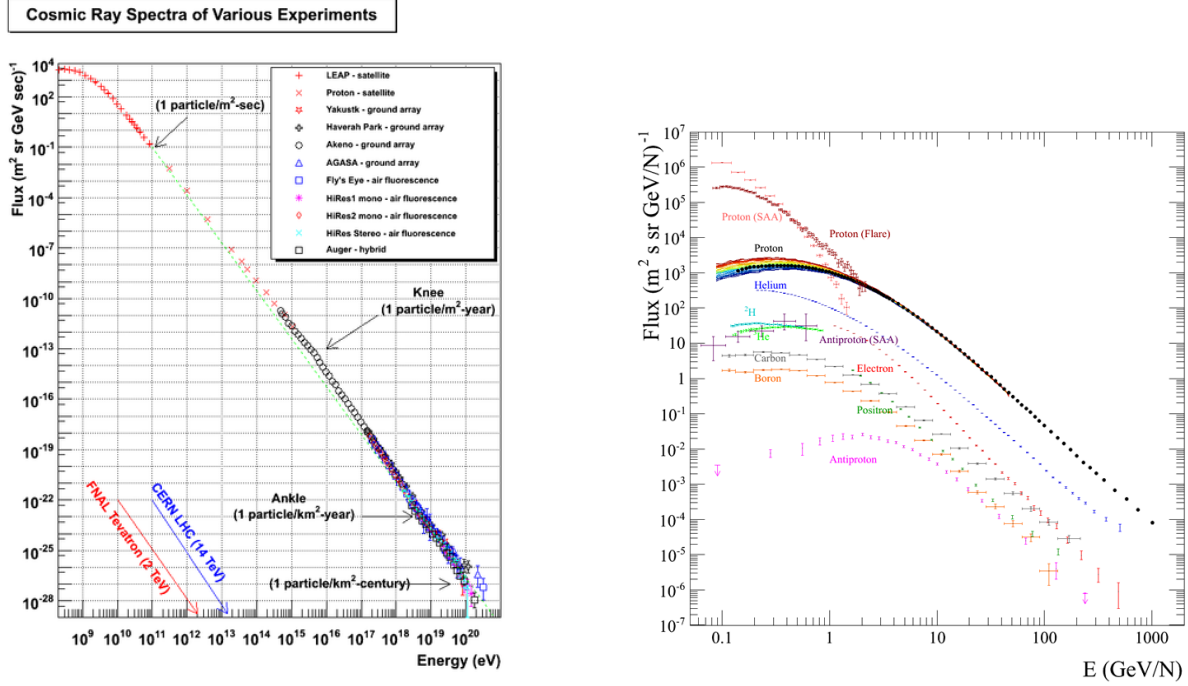 Cosmic Ray Spectra of Various Experiments
Flux (m² sr GeV sec)⁻¹
10⁴
10²
10⁻¹
10⁻⁴
10⁻⁷
10⁻¹⁰
10⁻¹³
10⁻¹⁶
10⁻¹⁹
10⁻²²
10⁻²⁵
10⁻²⁸
(1 particle/m²-sec)
LEAP - satellite
Proton - satellite
Yakustk - ground array
Haverah Park - ground array
Akeno - ground array
AGASA - ground array
Fly's Eye - air fluorescence
HiRes1 mono - air fluorescence
HiRes2 mono - air fluorescence
HiRes Stereo - air fluorescence
Auger - hybrid
Knee
(1 particle/m²-year)
Ankle
(1 particle/km²-year)
(1 particle/km²-century)
FNAL Tevatron (2 TeV)
CERN LHC (14 TeV)
10⁹ 10¹⁰ 10¹¹ 10¹² 10¹³ 10¹⁴ 10¹⁵ 10¹⁶ 10¹⁷ 10¹⁸ 10¹⁹ 10²⁰
Energy (eV)
Flux (m² s sr GeV/N)⁻¹
10⁷
10⁶
10⁵
10⁴
10³
10²
10
1
10⁻¹
10⁻²
10⁻³
10⁻⁴
10⁻⁵
10⁻⁶
10⁻⁷
Proton (SAA)
Proton (Flare)
Proton
Helium
²H
³He
Antiproton (SAA)
Carbon
Electron
Boron
Positron
Antiproton
0.1 1 10 100 1000
E (GeV/N)